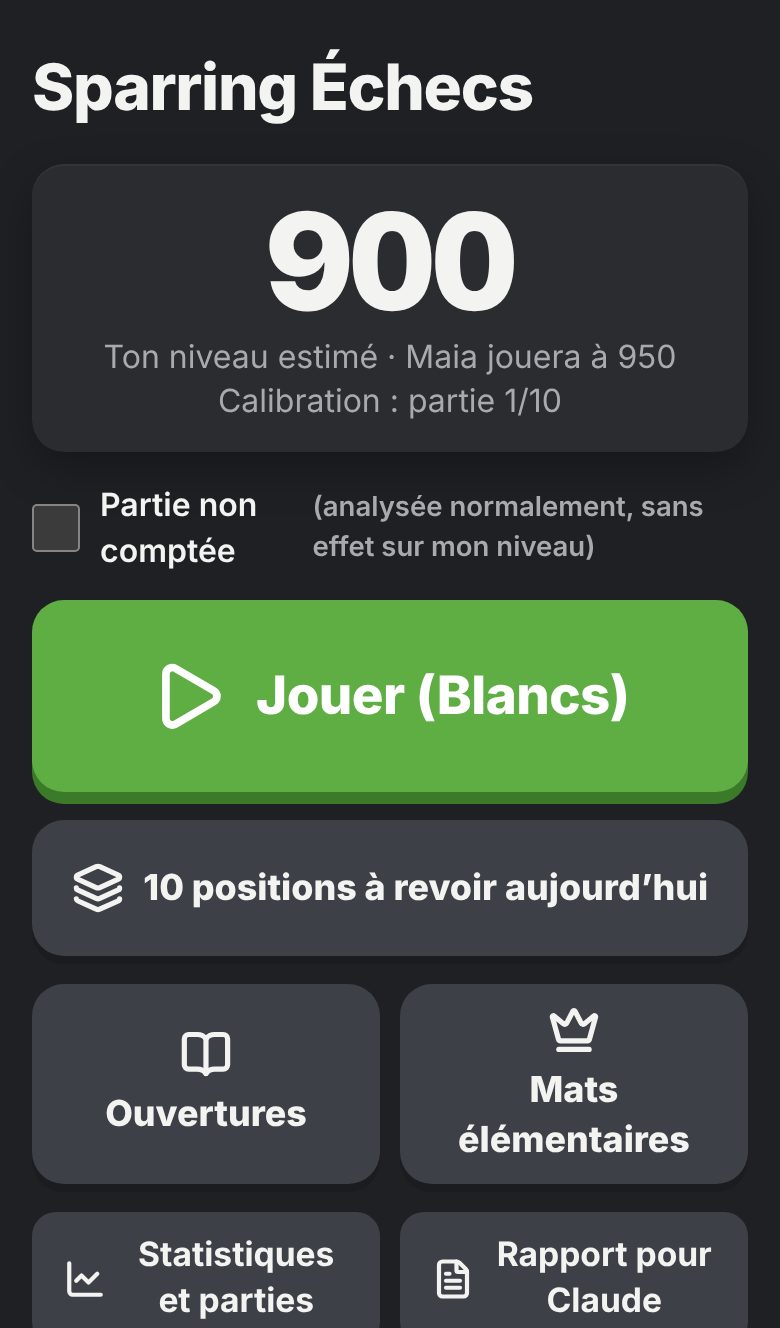 Sparring Échecs
900
Ton niveau estimé · Maia jouera à 950
Calibration : partie 1/10
Partie non
comptée
(analysée normalement, sans
effet sur mon niveau)
Jouer (Blancs)
10 positions à revoir aujourd’hui
Ouvertures
Mats
élémentaires
Statistiques
et parties
Rapport pour
Claude